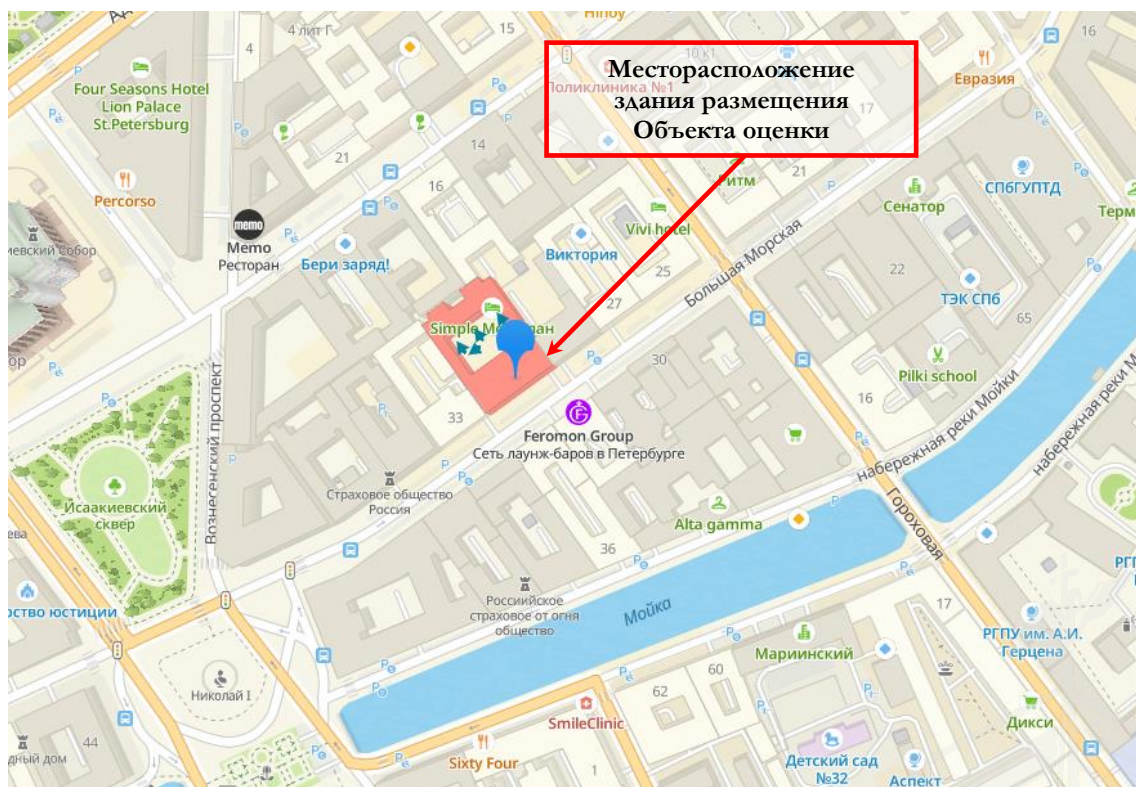 Месторасположение
здания размещения
Объекта оценки
4 лит Г
15
4
16
Four Seasons Hotel
Lion Palace
St.Petersburg
Поликлиника №1
10 к1
17
Евразия
14
21
16
21
Percorso
Ритм
СПбГУПТД
Сенатор
memo
Memo
Ресторан
Бери заряд!
Vivi hotel
Виктория
25
Большая Морская
22
27
ТЭК СПб
65
Simple М
ан
30
Pilki school
16
33
Feromon Group
Сеть лаунж-баров в Петербурге
Вознесенский проспект
набережная реки Мойки
набережная реки М
Страховое общество
Россия
Исаакиевский
сквер
Alta gamma
Гороховая
36
Российское
страховое от огня
общество
Мойка
17
РГПУ им. А.И.
Герцена
Мариинский
Николай I
60
62
SmileClinic
Дикси
44
Sixty Four
1
Детский сад
№32
Аспект